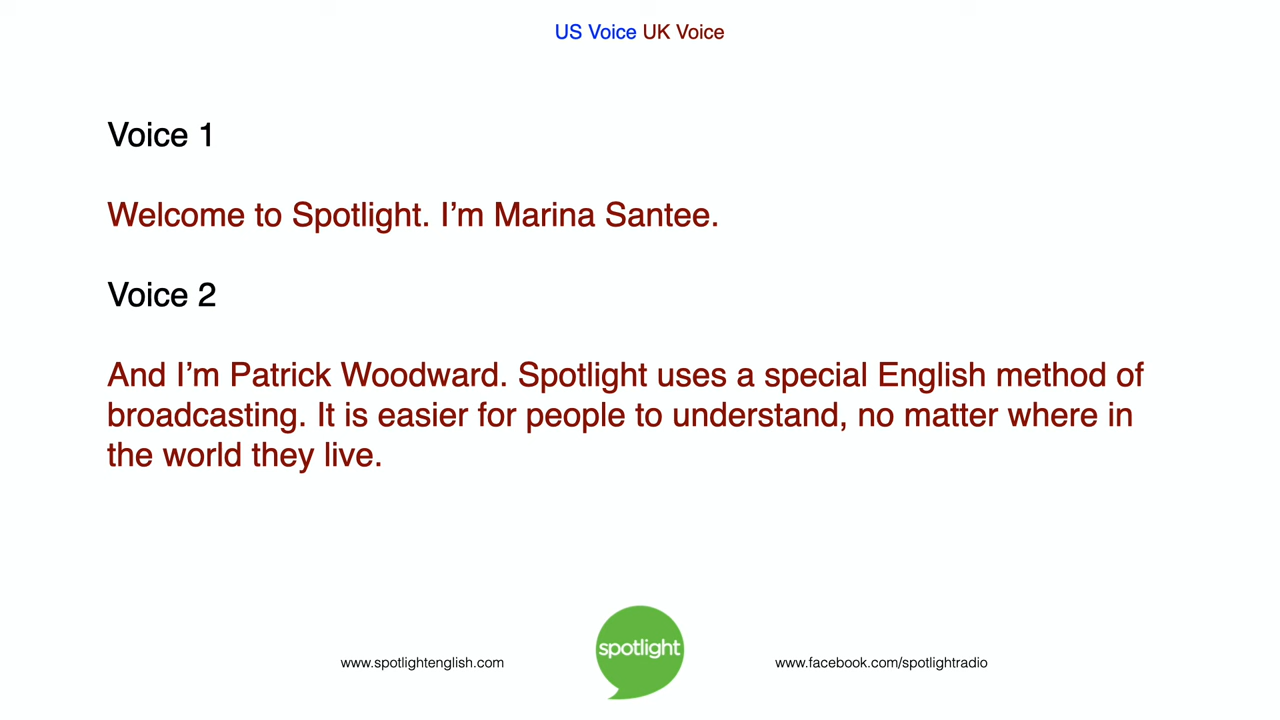 US Voice UK Voice
Voice 1
Welcome to Spotlight. I’m Marina Santee.
Voice 2
And I’m Patrick Woodward. Spotlight uses a special English method of
broadcasting. It is easier for people to understand, no matter where in
the world they live.
www.spotlightenglish.com
spotlight
www.facebook.com/spotlightradio